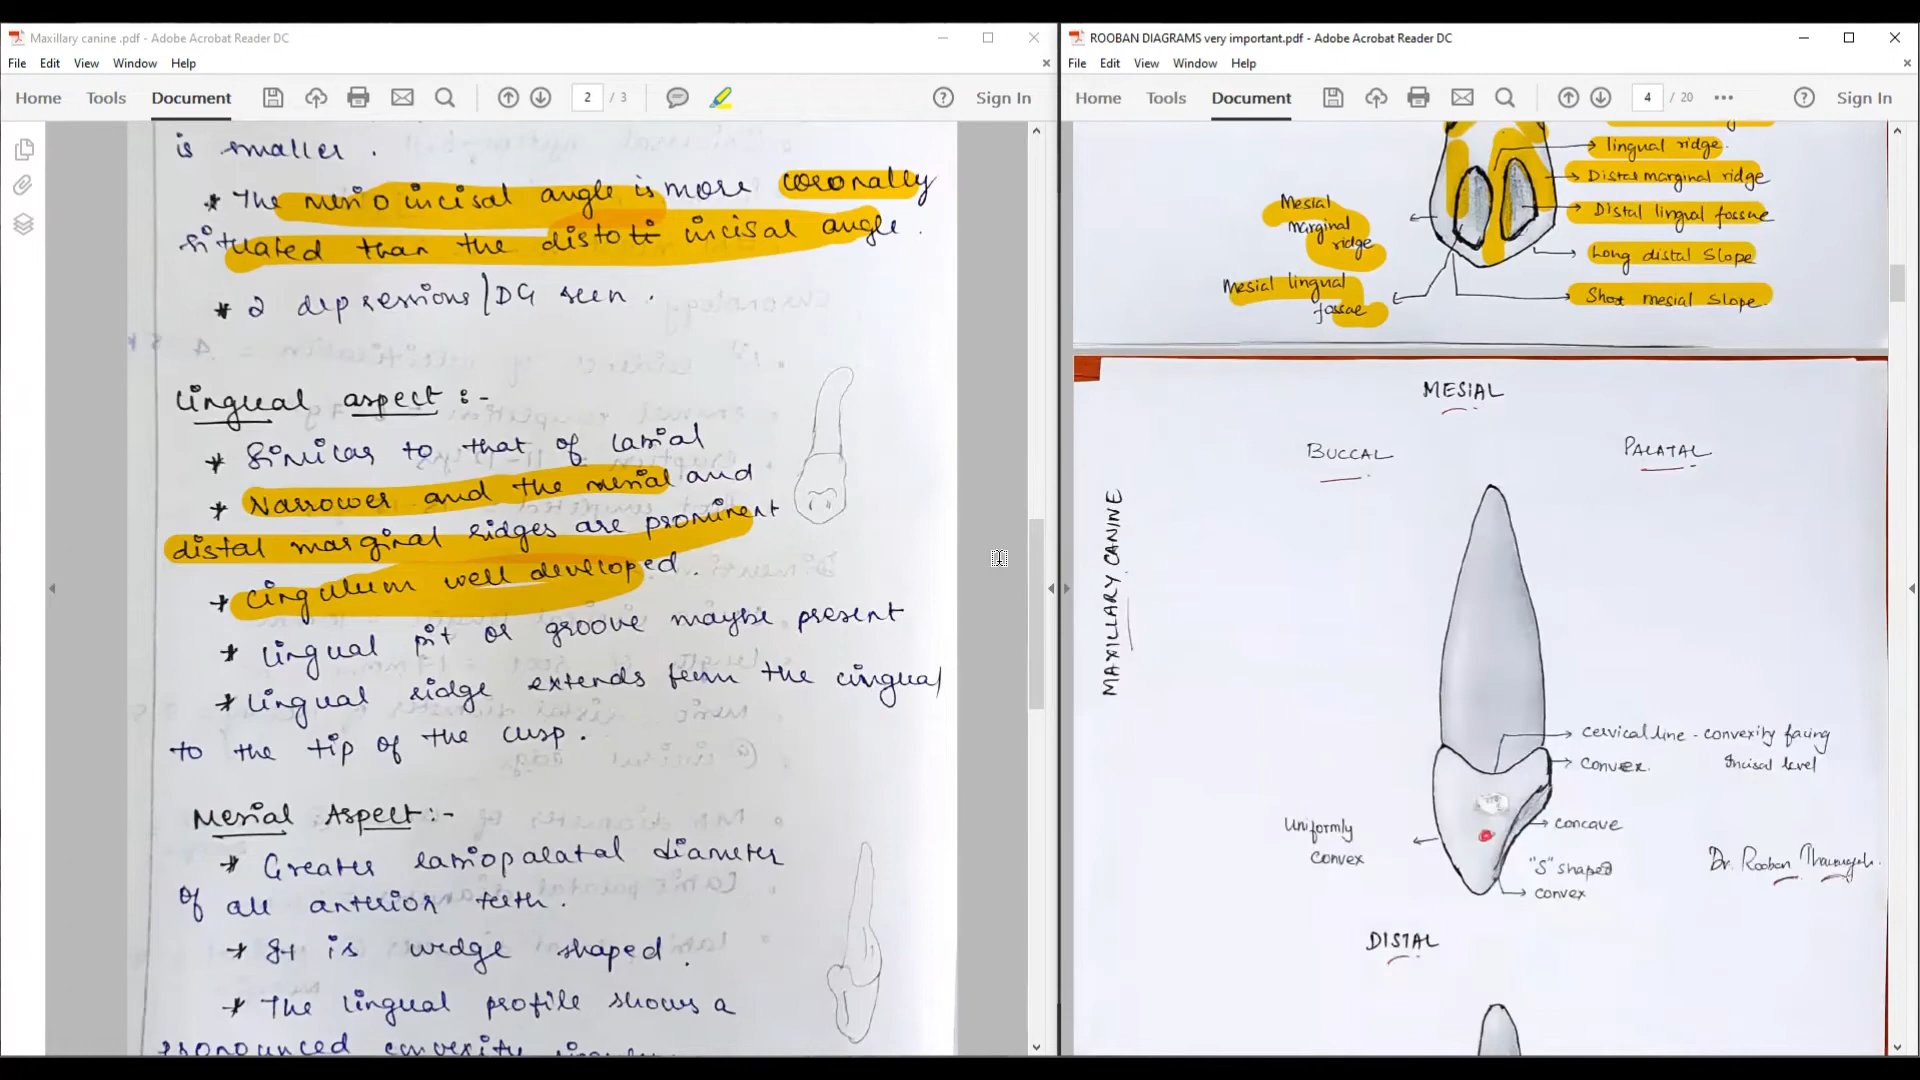 Maxillary canine .pdf - Adobe Acrobat Reader DC
File Edit View Window Help
Home Tools Document 2 / 3 Sign In
is smaller .
* The mesio incisal angle is more coronally
situated than the disto incisal angle .
* 2 depressions/DG seen .
Lingual aspect :-
* Similar to that of labial
* Narrower and the mesial and
distal marginal ridges are prominent
* cingulum well developed .
* Lingual pit or groove maybe present
* Lingual ridge extends from the cingual
to the tip of the cusp .
Mesial Aspect :-
* Greater labiopalatal diameter
of all anterior teeth .
* It is wedge shaped .
* The lingual profile shows a
pronounced convexity
ROOBAN DIAGRAMS very important.pdf - Adobe Acrobat Reader DC
File Edit View Window Help
Home Tools Document 4 / 20 Sign In
lingual ridge.
Distal marginal ridge
Distal lingual fossae
Long distal Slope
Short mesial Slope.
Mesial
marginal
ridge
Mesial lingual
fossae
MESIAL
BUCCAL
PALATAL
MAXILLARY CANINE
cervical line - convexity facing
Incisal level
convex.
Uniformly
convex
concave
"S" shaped
convex
Dr. Rooban
DISTAL